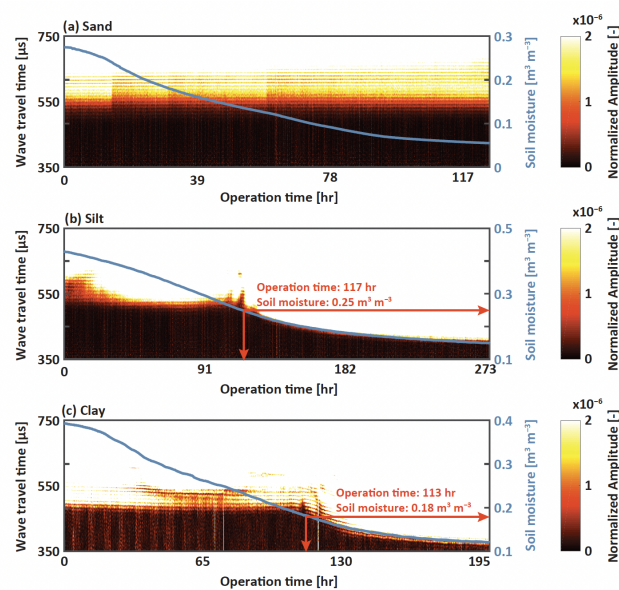 (a) Sand
x10⁻⁶
750
550
350
Wave travel time [µs]
0
39
78
117
Operation time [hr]
0.3
0.2
0.1
0
Soil moisture [m³ m⁻³]
2
1
0
Normalized Amplitude [-]
(b) Silt
x10⁻⁶
750
550
350
Wave travel time [µs]
Operation time: 117 hr
Soil moisture: 0.25 m³ m⁻³
0
91
182
273
Operation time [hr]
0.5
0.3
0.1
Soil moisture [m³ m⁻³]
2
1
0
Normalized Amplitude [-]
(c) Clay
x10⁻⁶
750
550
350
Wave travel time [µs]
Operation time: 113 hr
Soil moisture: 0.18 m³ m⁻³
0
65
130
195
Operation time [hr]
0.4
0.3
0.2
0.1
Soil moisture [m³ m⁻³]
2
1
0
Normalized Amplitude [-]